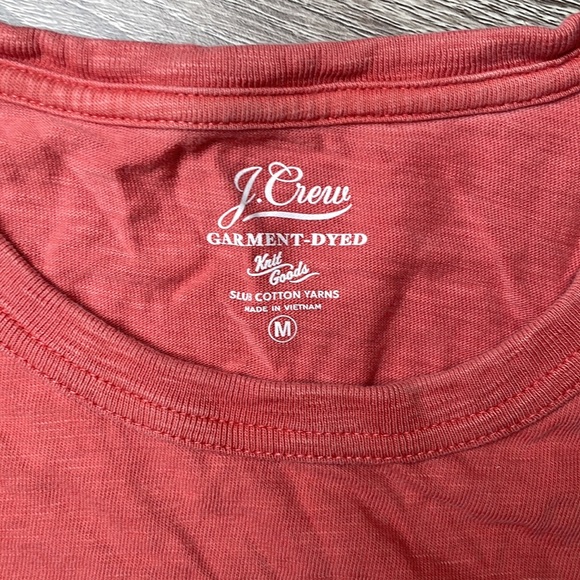 J.Crew
GARMENT-DYED
Knit
Goods
SLUB COTTON YARNS
MADE IN VIETNAM
M